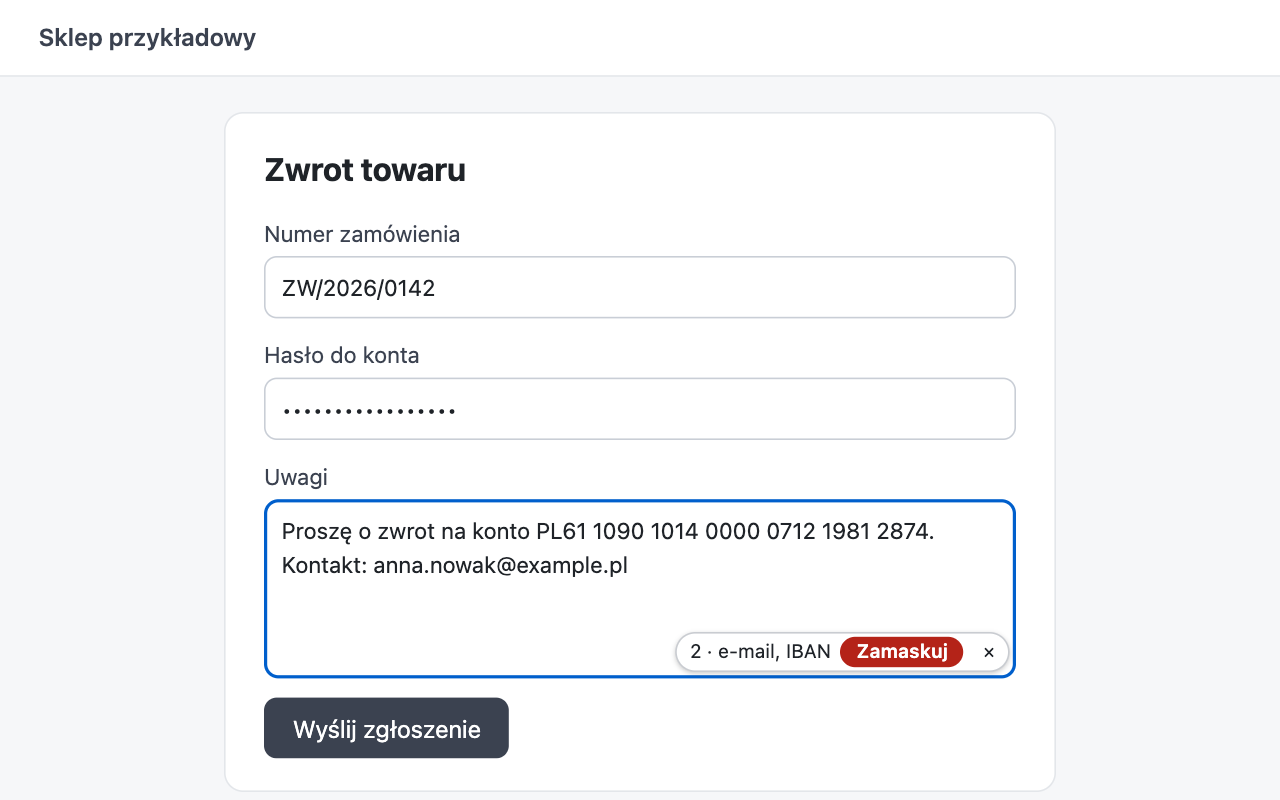 Sklep przykładowy
Zwrot towaru
Numer zamówienia
ZW/2026/0142
Hasło do konta
•••••••••••••••••
Uwagi
Proszę o zwrot na konto PL61 1090 1014 0000 0712 1981 2874.
Kontakt: anna.nowak@example.pl
2 · e-mail, IBAN Zamaskuj ×
Wyślij zgłoszenie